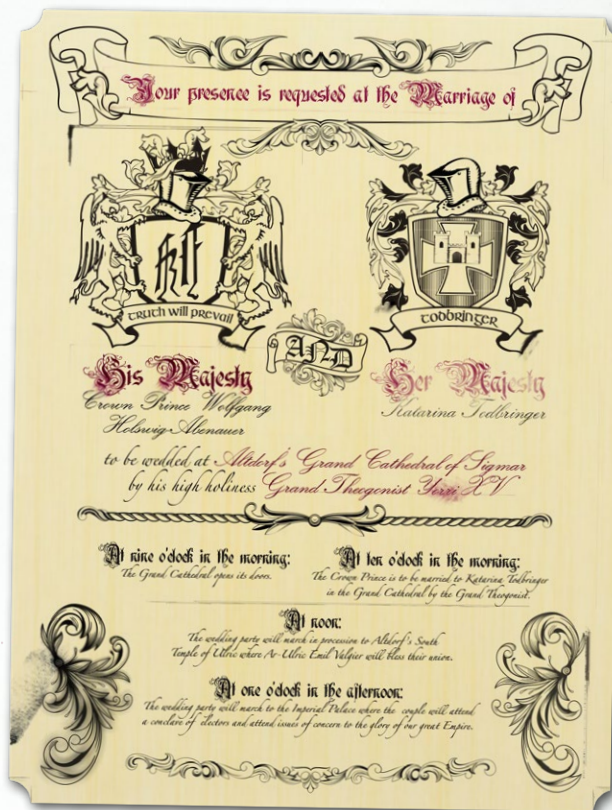 Your presence is requested at the Marriage of
truth will prevail
todbringer
AND
His Majesty
Crown Prince Wolfgang
Holswig-Abenauer
Her Majesty
Katarina Todbringer
to be wedded at Altdorf's Grand Cathedral of Sigmar
by his high holiness Grand Theogonist Yorri XV
At nine o'clock in the morning:
The Grand Cathedral opens its doors.
At ten o'clock in the morning:
The Crown Prince is to be married to Katarina Todbringer
in the Grand Cathedral by the Grand Theogonist.
At noon:
The wedding party will march in procession to Altdorf's South
Temple of Ulric where Ar-Ulric Emil Valgier will bless their union.
At one o'clock in the afternoon:
The wedding party will march to the Imperial Palace where the couple will attend
a conclave of electors and attend issues of concern to the glory of our great Empire.